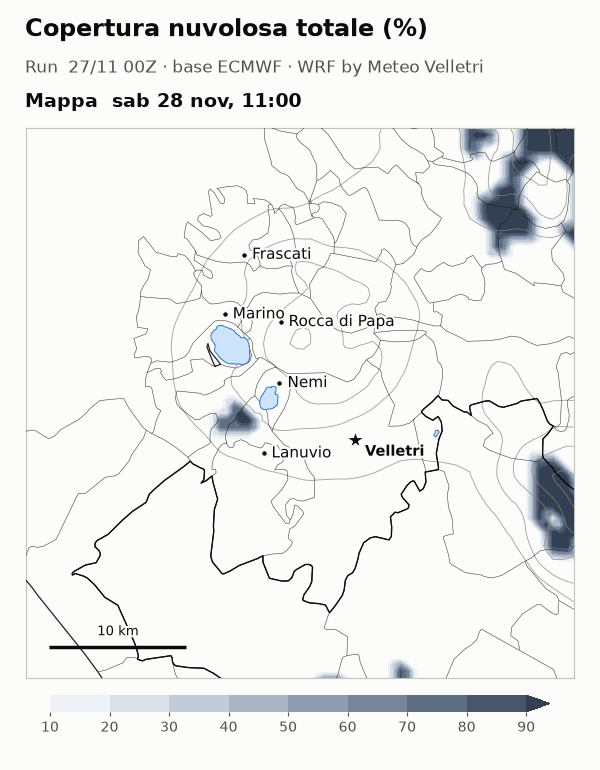 Copertura nuvolosa totale (%)
Run  27/11 00Z · base ECMWF · WRF by Meteo Velletri
Mappa  sab 28 nov, 11:00
Frascati
Marino
Rocca di Papa
Nemi
Velletri
Lanuvio
10 km
10 20 30 40 50 60 70 80 90